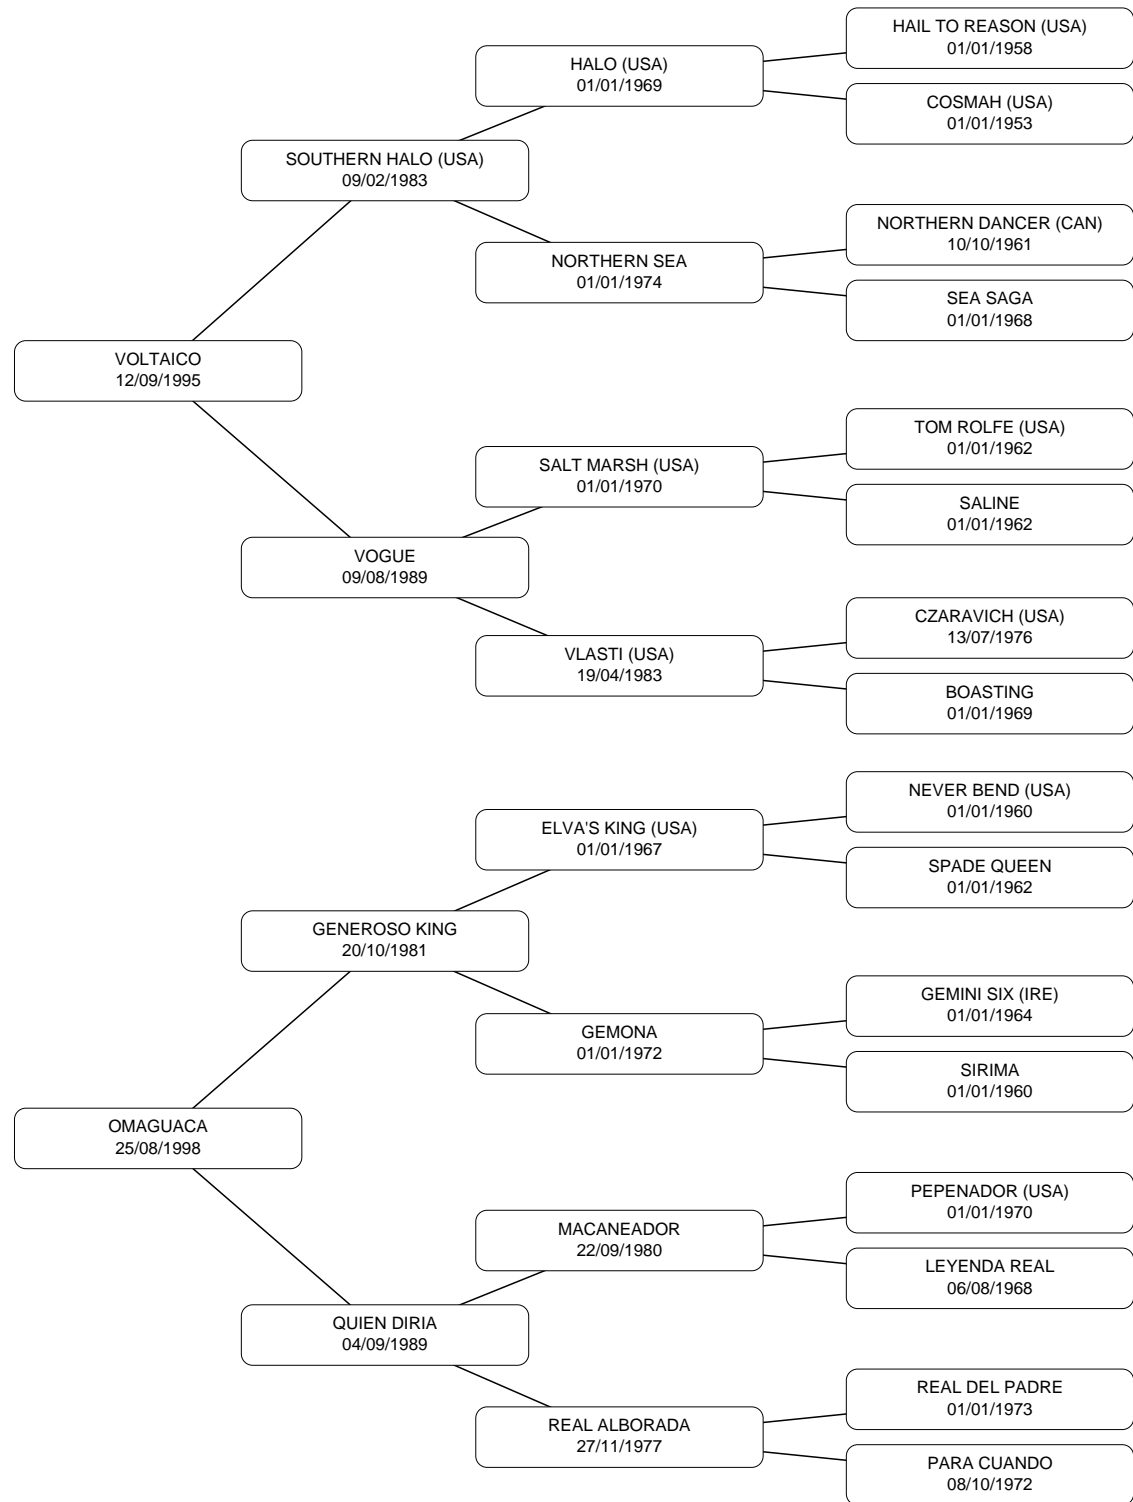 HAIL TO REASON (USA)
01/01/1958
HALO (USA)
01/01/1969
COSMAH (USA)
01/01/1953
SOUTHERN HALO (USA)
09/02/1983
NORTHERN DANCER (CAN)
10/10/1961
NORTHERN SEA
01/01/1974
SEA SAGA
01/01/1968
VOLTAICO
12/09/1995
TOM ROLFE (USA)
01/01/1962
SALT MARSH (USA)
01/01/1970
SALINE
01/01/1962
VOGUE
09/08/1989
CZARAVICH (USA)
13/07/1976
VLASTI (USA)
19/04/1983
BOASTING
01/01/1969
NEVER BEND (USA)
01/01/1960
ELVA'S KING (USA)
01/01/1967
SPADE QUEEN
01/01/1962
GENEROSO KING
20/10/1981
GEMINI SIX (IRE)
01/01/1964
GEMONA
01/01/1972
SIRIMA
01/01/1960
OMAGUACA
25/08/1998
PEPENADOR (USA)
01/01/1970
MACANEADOR
22/09/1980
LEYENDA REAL
06/08/1968
QUIEN DIRIA
04/09/1989
REAL DEL PADRE
01/01/1973
REAL ALBORADA
27/11/1977
PARA CUANDO
08/10/1972